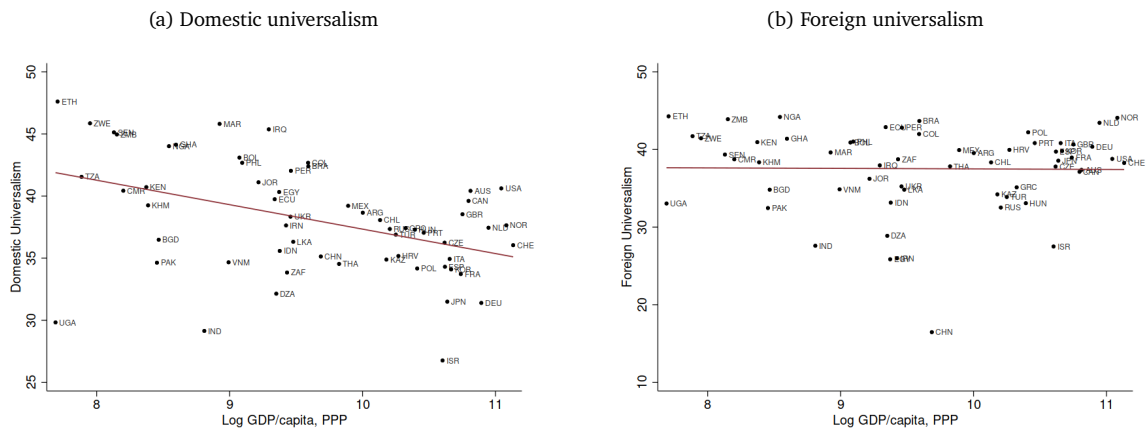 (a) Domestic universalism
50
45
40
35
30
25
Domestic Universalism
ETH
ZWE
SEN
ZMB
MAR
IRQ
GHA
NGA
BOL
PHL
COL
BRA
PER
TZA
JOR
KEN
CMR
EGY
ECU
AUS
USA
CAN
KHM
MEX
ARG
GBR
UKR
CHL
IRN
NOR
NLD
PRT
TUR
BGD
LKA
CZE
CHE
IDN
CHN
HRV
PAK
VNM
THA
KAZ
ITA
POL
ESP
KOR
FRA
ZAF
DZA
JPN
DEU
UGA
IND
ISR
8
9
10
11
Log GDP/capita, PPP
(b) Foreign universalism
50
40
30
20
10
Foreign Universalism
ETH
ZMB
NGA
BRA
NOR
NLD
ECU
PER
COL
POL
TZA
ZWE
GHA
KEN
PRT
ITA
GBR
DEU
SEN
MAR
MEX
ARG
HRV
KOR
CMR
KHM
ZAF
FRA
USA
CHE
IRQ
THA
CHL
CZE
JPN
AUS
CAN
JOR
BGD
VNM
UKR
LKA
GRC
KAZ
TUR
UGA
PAK
IDN
RUS
HUN
DZA
IND
ISR
CHN
8
9
10
11
Log GDP/capita, PPP